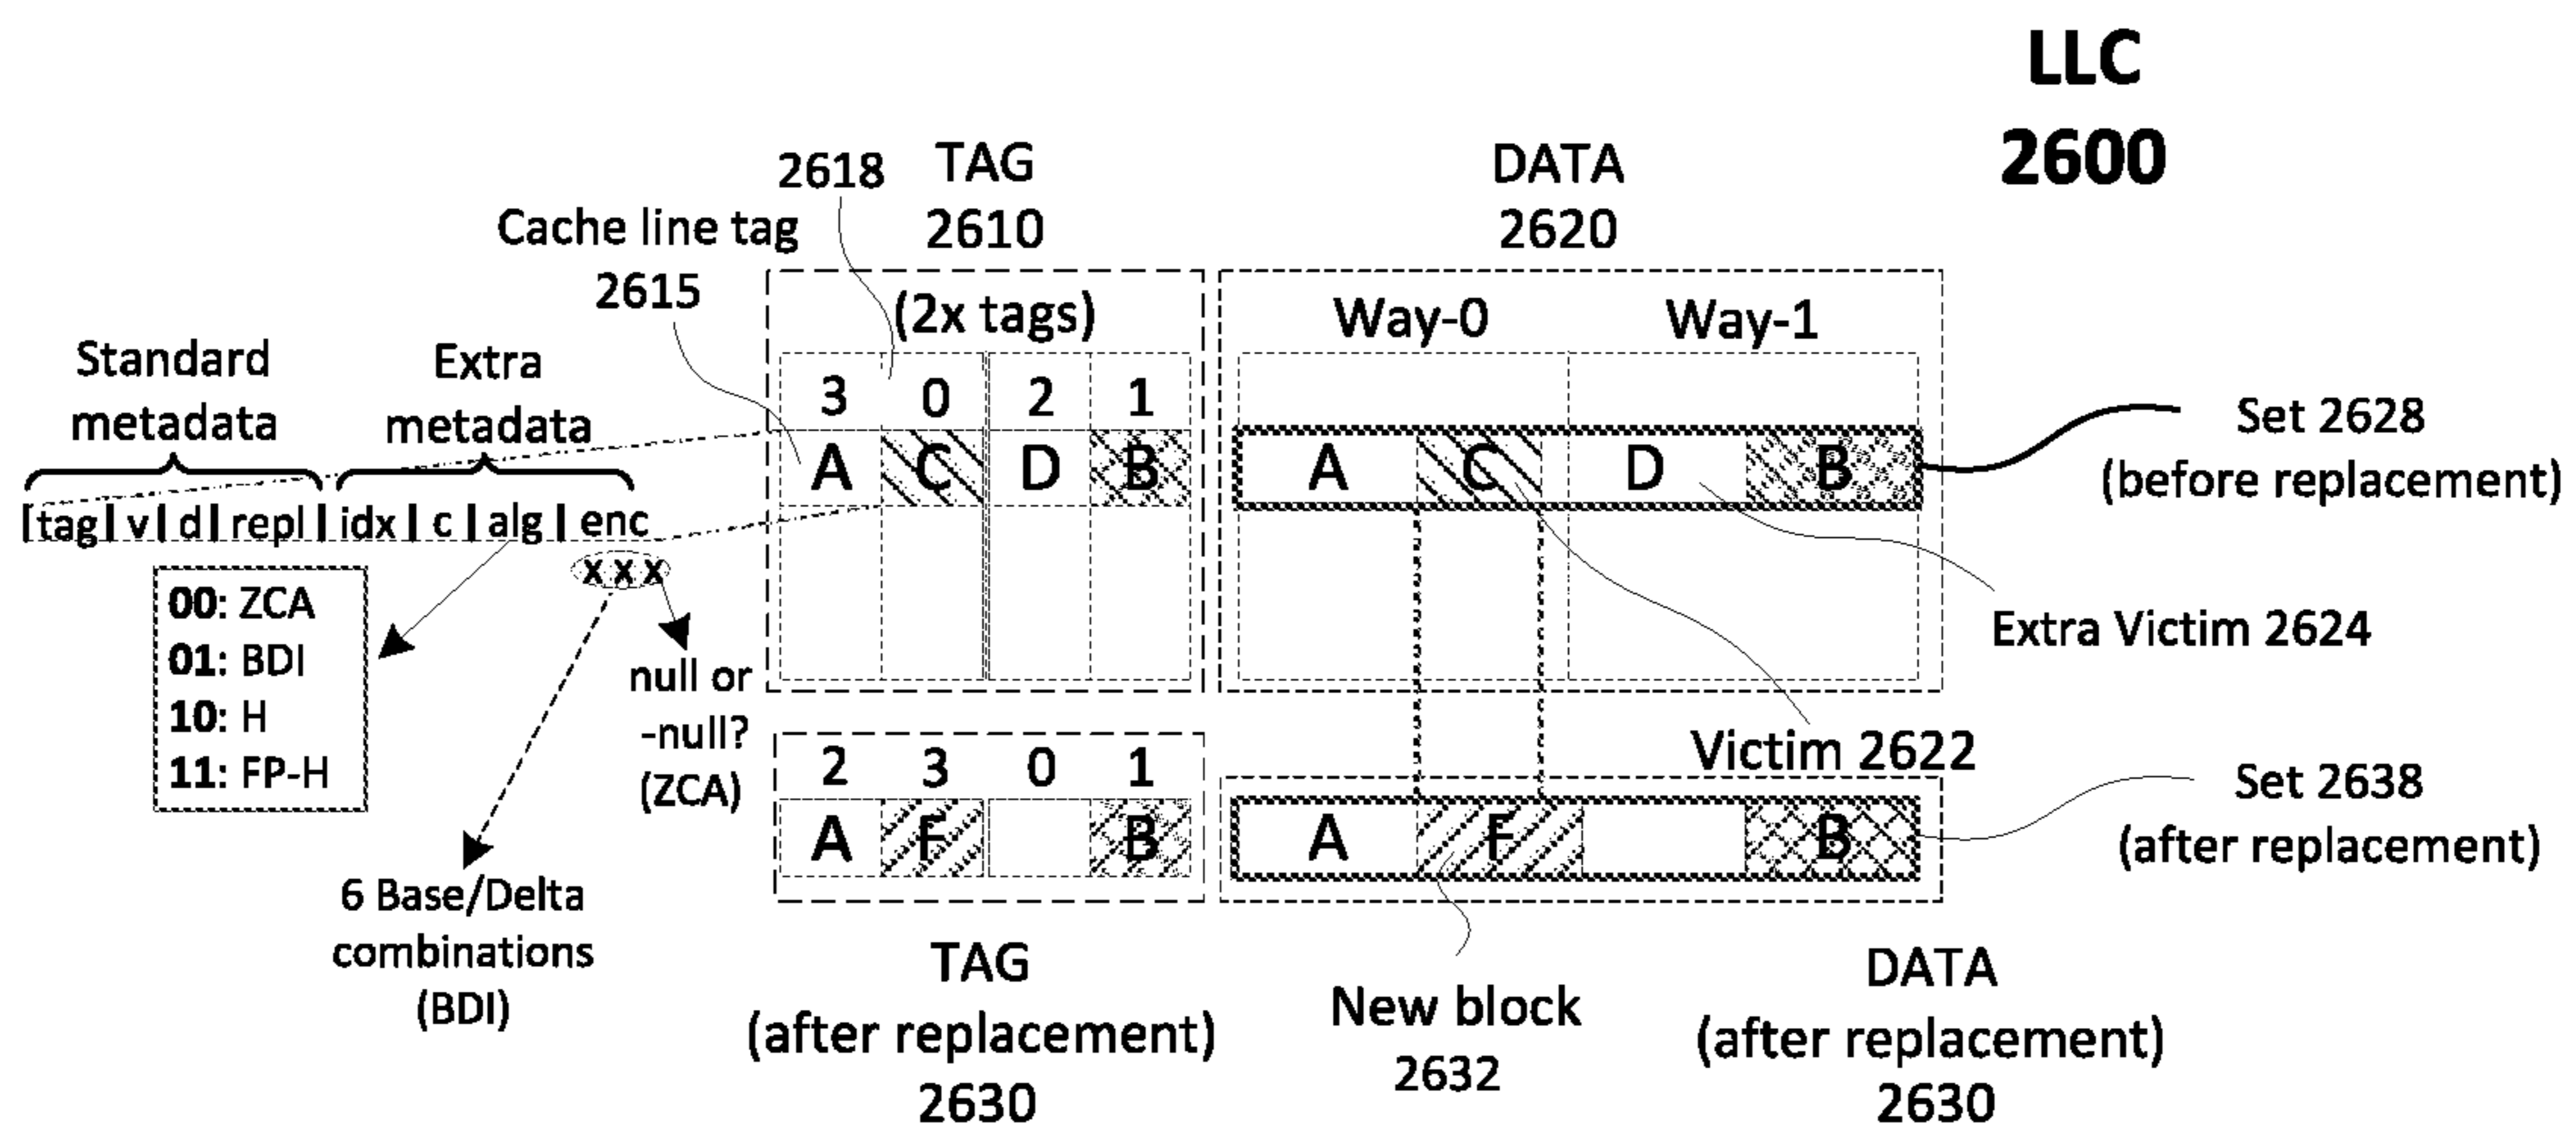 LLC
2600
2618
TAG
2610
DATA
2620
Cache line tag
2615
(2x tags)
Way-0 Way-1
Standard
metadata
Extra
metadata
3 0 2 1
A C D B
A C D B
Set 2628
(before replacement)
|tag|v|d|repl|idx|c|alg|enc
x x x
00: ZCA
01: BDI
10: H
11: FP-H
null or
-null?
(ZCA)
Extra Victim 2624
Victim 2622
2 3 0 1
A F B
A F B
Set 2638
(after replacement)
6 Base/Delta
combinations
(BDI)
TAG
(after replacement)
2630
New block
2632
DATA
(after replacement)
2630